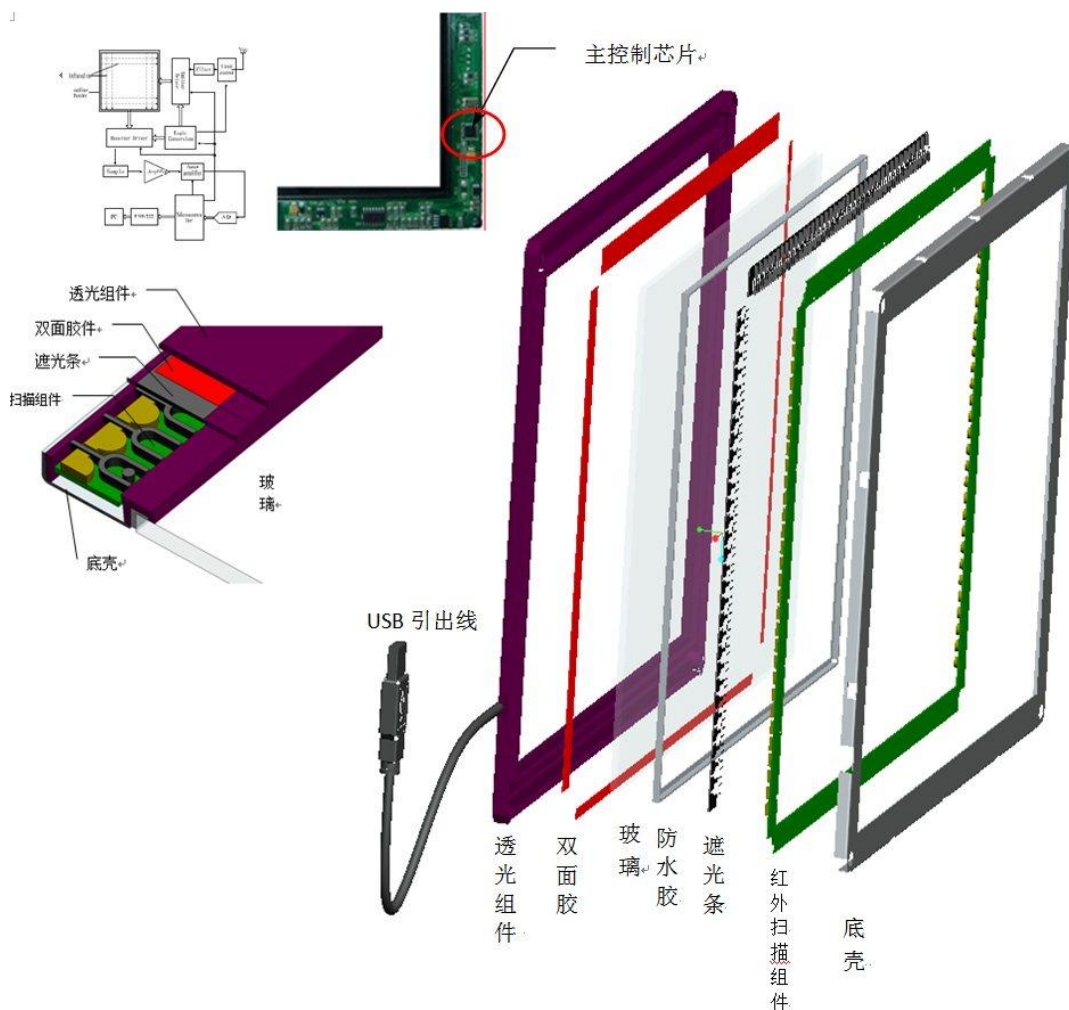 主控制芯片
Sample
PC
A/D
透光组件
双面胶件
遮光条
扫描组件
玻璃
底壳
USB 引出线
透光组件
双面胶
玻璃
防水胶
遮光条
红外扫描组件
底壳